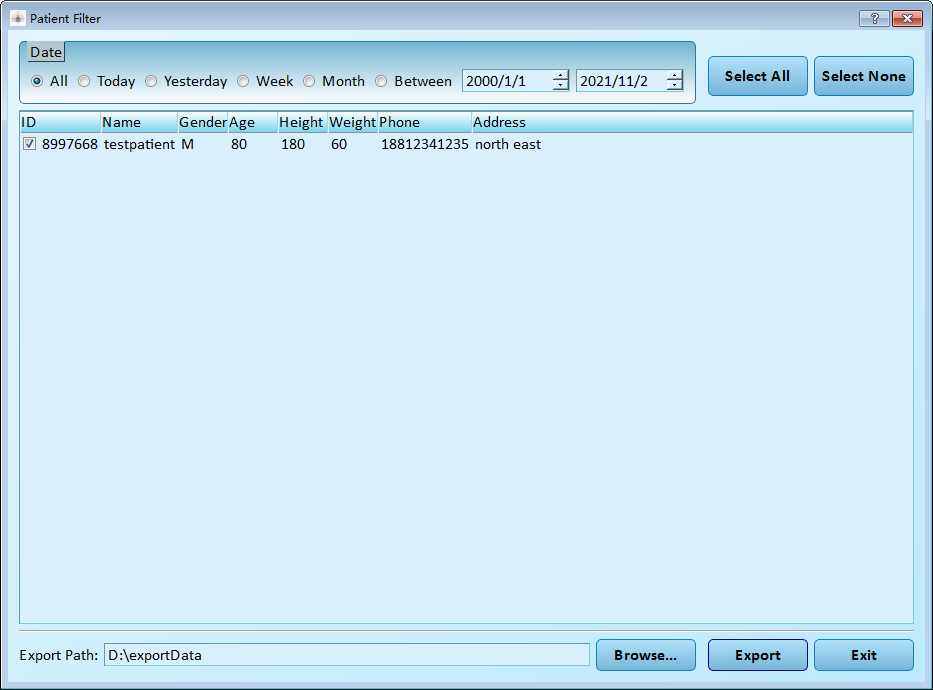 Patient Filter
Date
All Today Yesterday Week Month Between 2000/1/1 2021/11/2
Select All Select None
ID Name Gender Age Height Weight Phone Address
8997668 testpatient M 80 180 60 18812341235 north east
Export Path: D:\exportData Browse... Export Exit